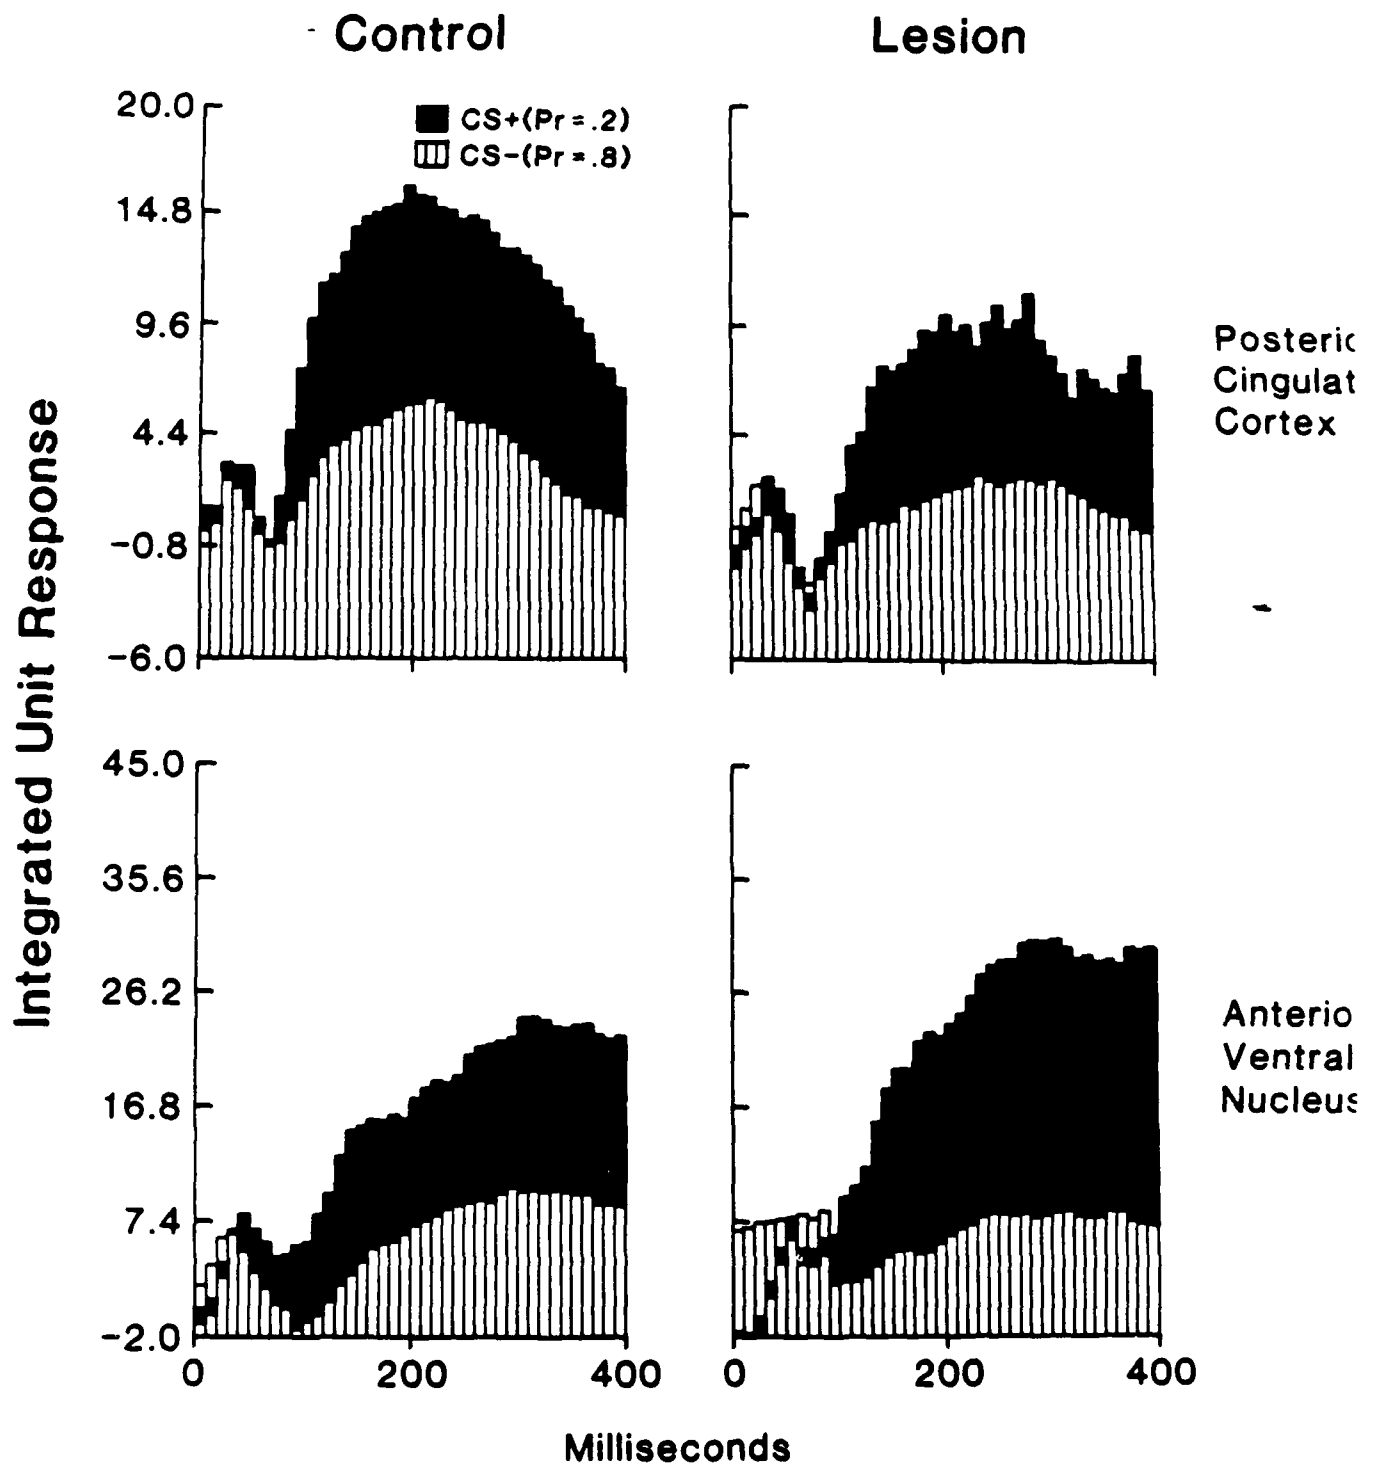 Control
Lesion
20.0
14.8
9.6
4.4
-0.8
-6.0
CS+(Pr=.2)
CS-(Pr=.8)
Posteric
Cingulat
Cortex
Integrated Unit Response
45.0
35.6
26.2
16.8
7.4
-2.0
Anterio
Ventral
Nucleus
0 200 400
0 200 400
Milliseconds